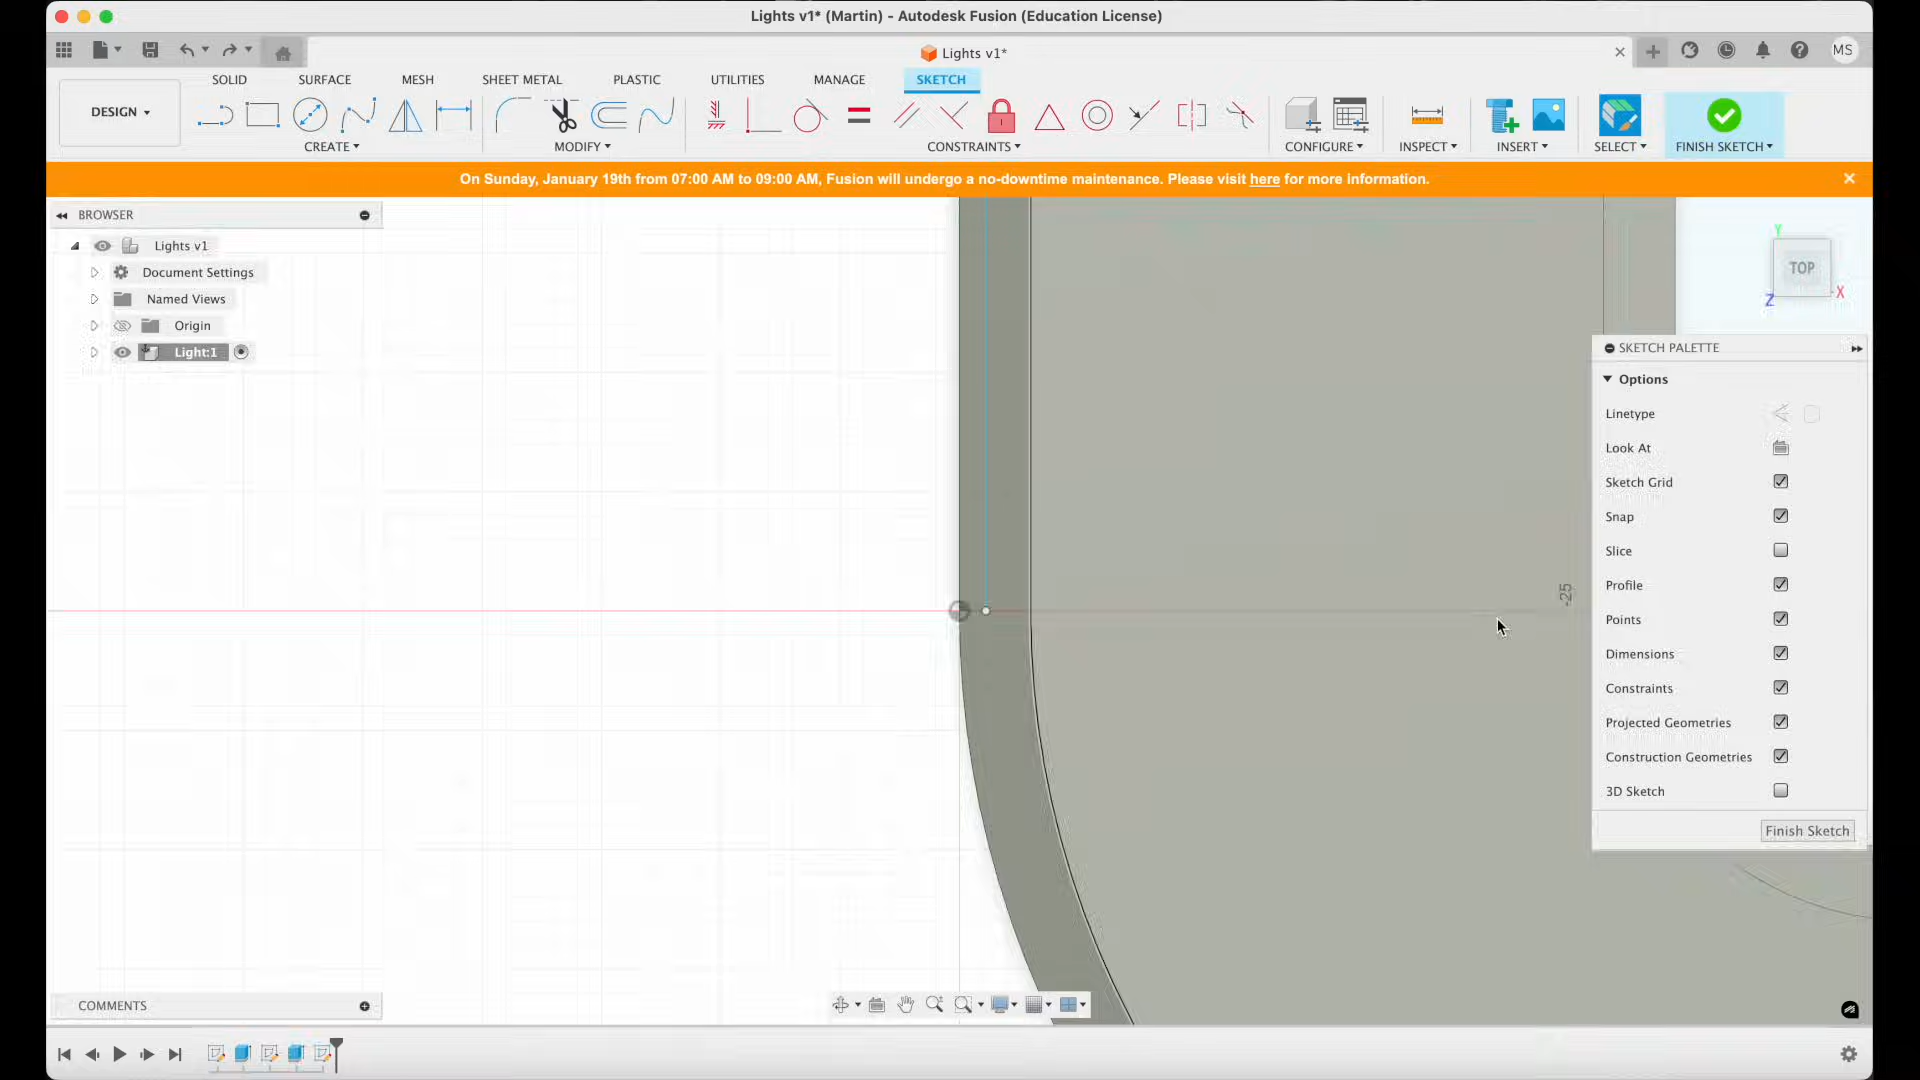 Lights v1* (Martin) - Autodesk Fusion (Education License)
Lights v1*
MS
DESIGN
SOLID
SURFACE
MESH
SHEET METAL
PLASTIC
UTILITIES
MANAGE
SKETCH
CREATE
MODIFY
CONSTRAINTS
CONFIGURE
INSPECT
INSERT
SELECT
FINISH SKETCH
On Sunday, January 19th from 07:00 AM to 09:00 AM, Fusion will undergo a no-downtime maintenance. Please visit here for more information.
BROWSER
Lights v1
Document Settings
Named Views
Origin
Light:1
Y
TOP
Z
X
SKETCH PALETTE
Options
Linetype
Look At
Sketch Grid
Snap
Slice
Profile
Points
Dimensions
Constraints
Projected Geometries
Construction Geometries
3D Sketch
Finish Sketch
-25
COMMENTS